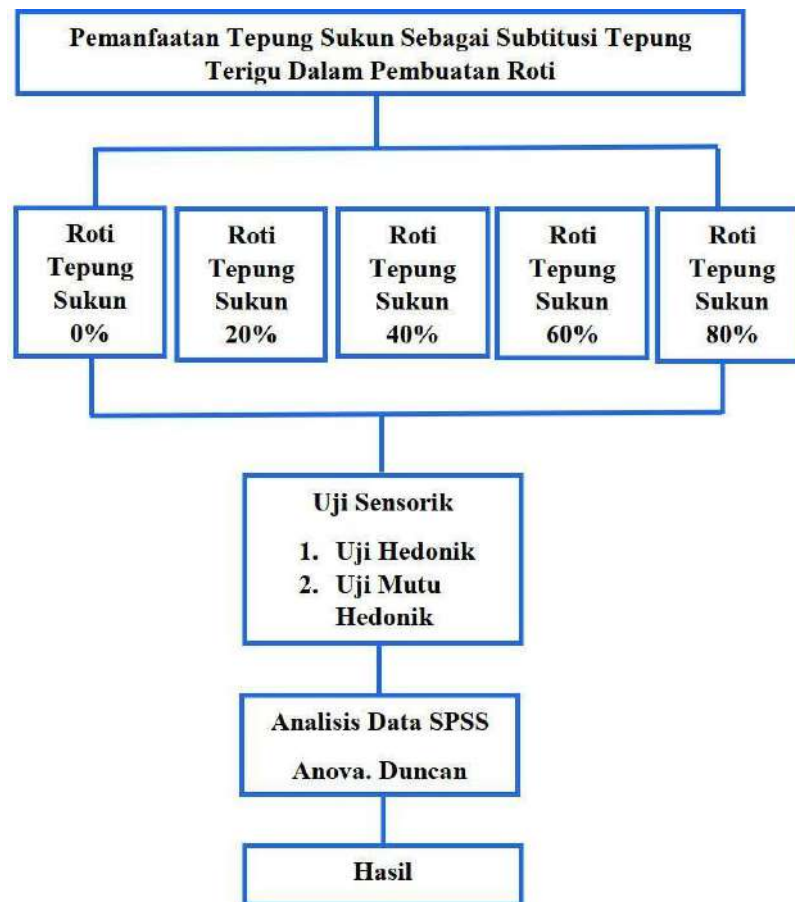 Pemanfaatan Tepung Sukun Sebagai Subtitusi Tepung
Terigu Dalam Pembuatan Roti
Roti
Tepung
Sukun
0%
Roti
Tepung
Sukun
20%
Roti
Tepung
Sukun
40%
Roti
Tepung
Sukun
60%
Roti
Tepung
Sukun
80%
Uji Sensorik
1. Uji Hedonik
2. Uji Mutu
Hedonik
Analisis Data SPSS
Anova. Duncan
Hasil